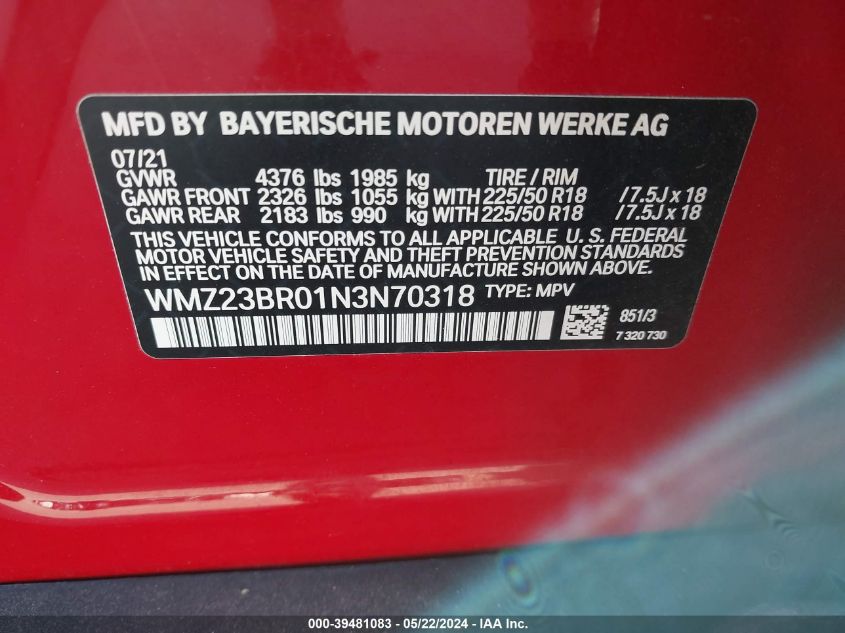 MFD BY BAYERISCHE MOTOREN WERKE AG
07/21
GVWR 4376 lbs 1985 kg TIRE / RIM
GAWR FRONT 2326 lbs 1055 kg WITH 225/50 R18 / 7.5J x 18
GAWR REAR 2183 lbs 990 kg WITH 225/50 R18 / 7.5J x 18
THIS VEHICLE CONFORMS TO ALL APPLICABLE U. S. FEDERAL
MOTOR VEHICLE SAFETY AND THEFT PREVENTION STANDARDS
IN EFFECT ON THE DATE OF MANUFACTURE SHOWN ABOVE.
WMZ23BR01N3N70318 TYPE: MPV
851/3
7 320 730
000-39481083 - 05/22/2024 - IAA Inc.